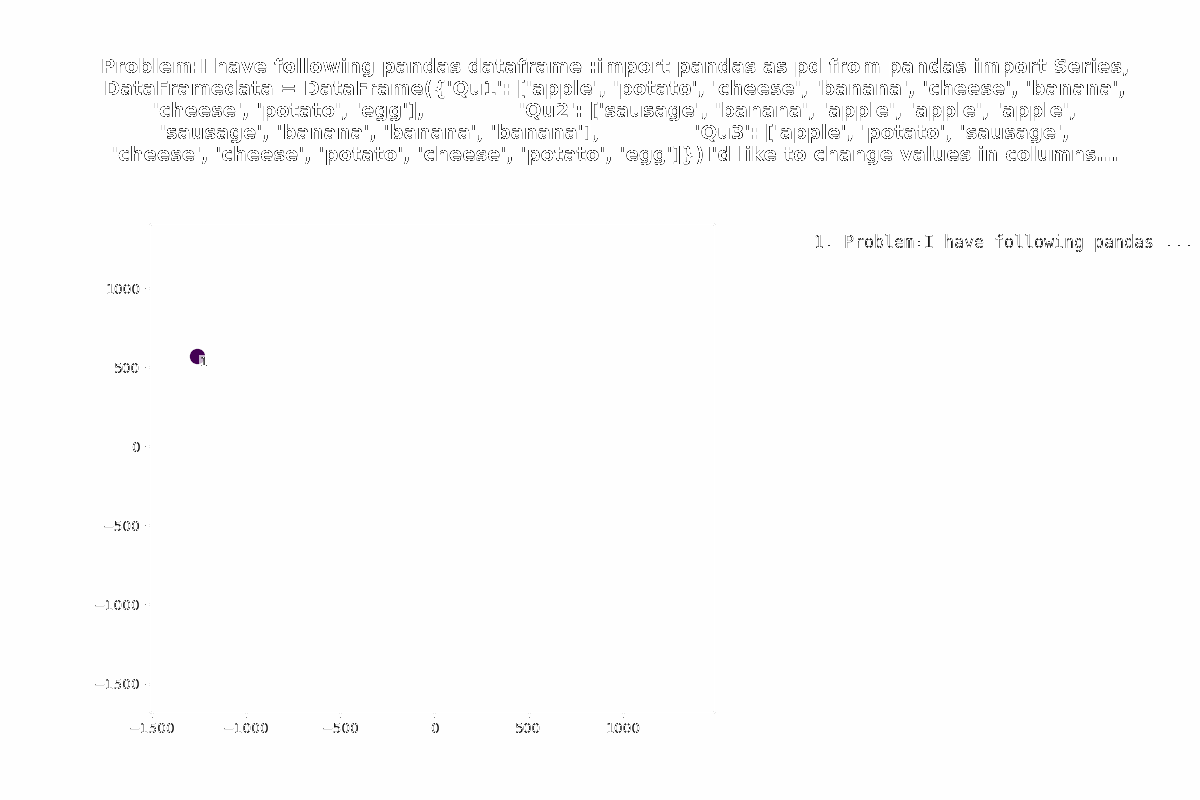 Problem:I have following pandas dataframe :import pandas as pd from pandas import Series,
DataFramedata = DataFrame({'Qu1': ['apple', 'potato', 'cheese', 'banana', 'cheese', 'banana',
'cheese', 'potato', 'egg'], 'Qu2': ['sausage', 'banana', 'apple', 'apple', 'apple',
'sausage', 'banana', 'banana', 'banana'], 'Qu3': ['apple', 'potato', 'sausage',
'cheese', 'cheese', 'potato', 'cheese', 'potato', 'egg']})I'd like to change values in columns...
1. Problem:I have following pandas ...
1000
1
500
0
−500
−1000
−1500
−1500 −1000 −500 0 500 1000